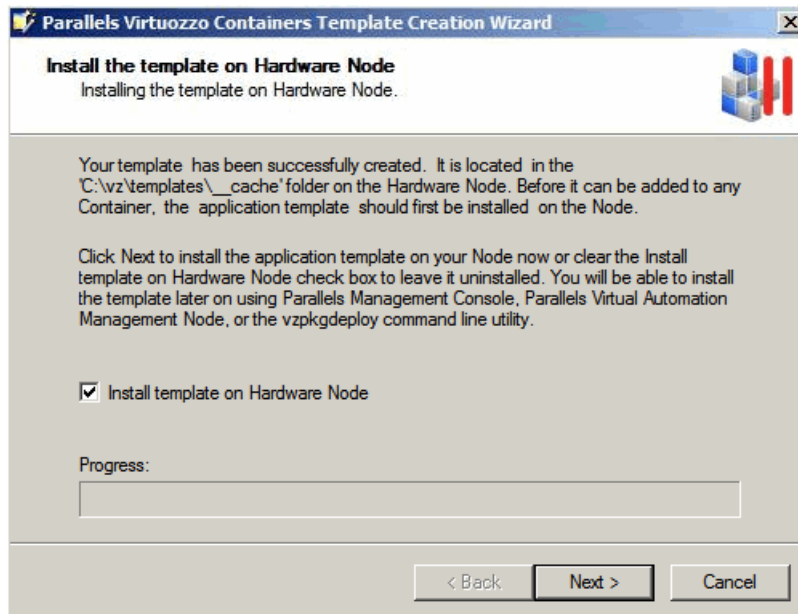 Parallels Virtuozzo Containers Template Creation Wizard
Install the template on Hardware Node
Installing the template on Hardware Node.
Your template has been successfully created. It is located in the
'C:\vz\templates\__cache' folder on the Hardware Node. Before it can be added to any
Container, the application template should first be installed on the Node.
Click Next to install the application template on your Node now or clear the Install
template on Hardware Node check box to leave it uninstalled. You will be able to install
the template later on using Parallels Management Console, Parallels Virtual Automation
Management Node, or the vzpkgdeploy command line utility.
Install template on Hardware Node
Progress:
< Back
Next >
Cancel